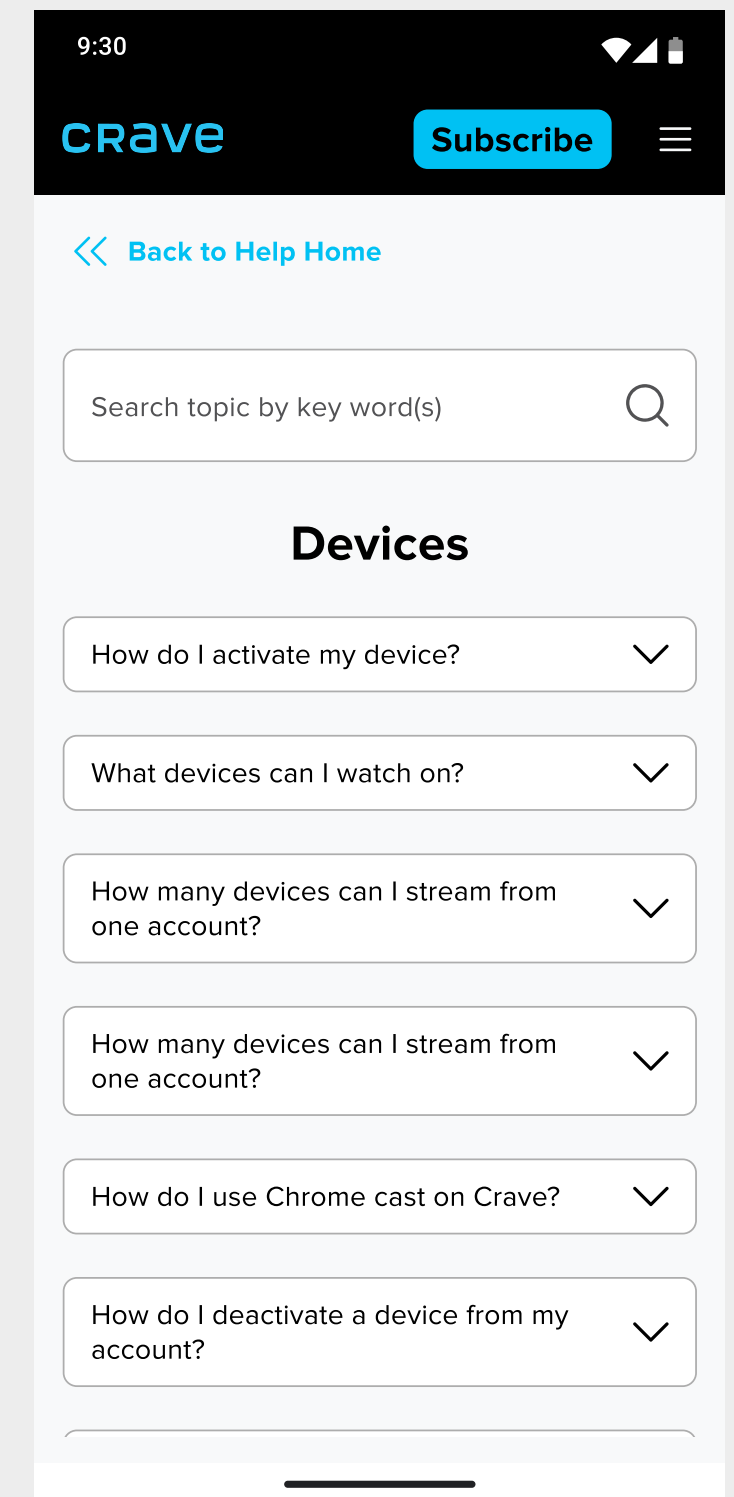 9:30
crave
Subscribe
Back to Help Home
Search topic by key word(s)
Devices
How do I activate my device?
What devices can I watch on?
How many devices can I stream from
one account?
How many devices can I stream from
one account?
How do I use Chrome cast on Crave?
How do I deactivate a device from my
account?